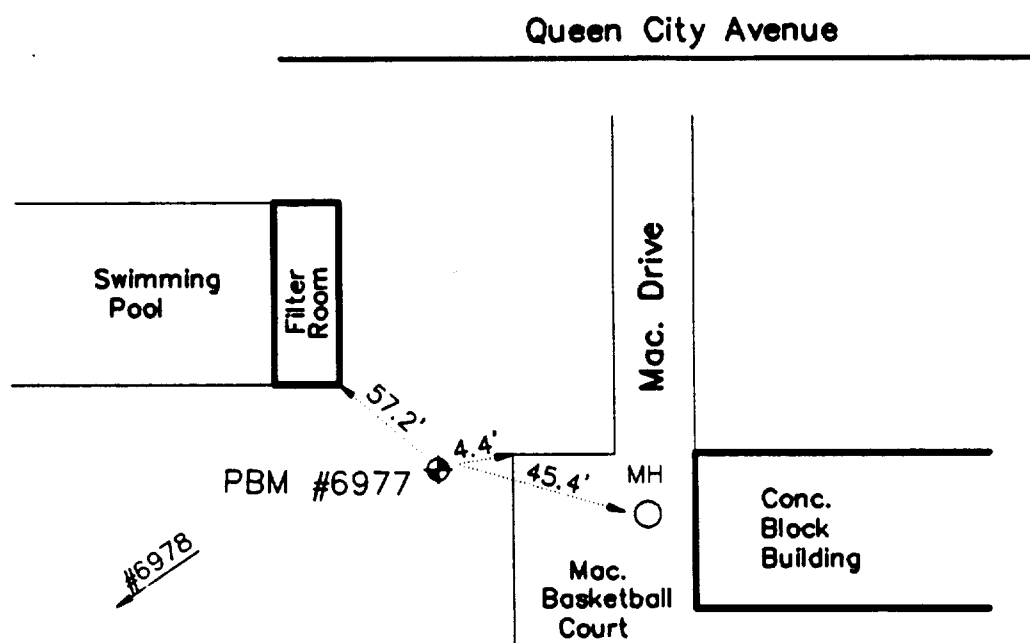 Queen City Avenue
Swimming
Pool
Filter
Room
Mac. Drive
57.2'
4.4'
45.4'
PBM #6977
MH
#6978
Conc.
Block
Building
Mac.
Basketball
Court